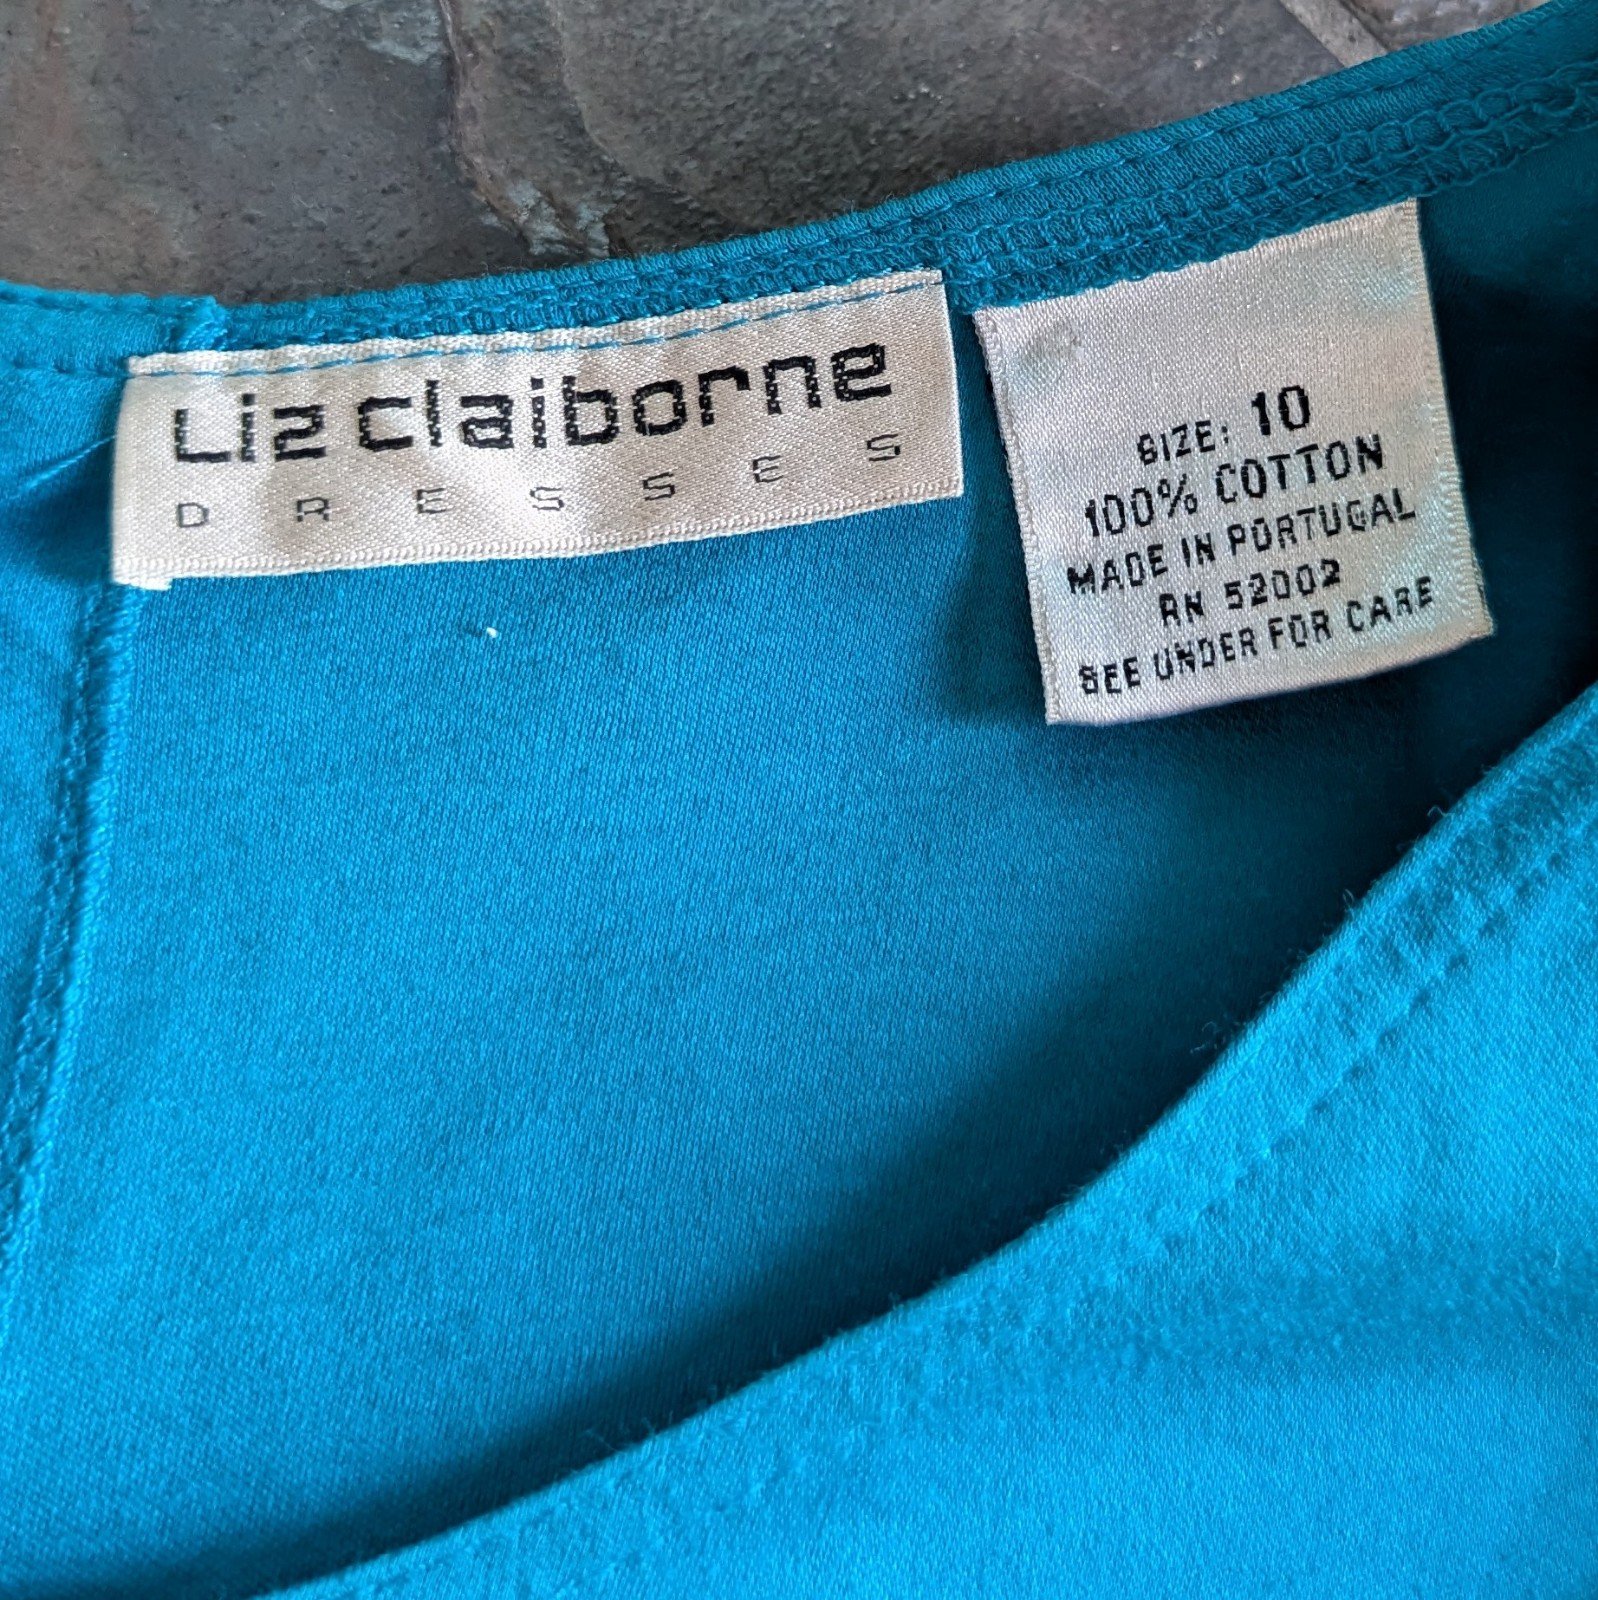 Liz claiborne
DRESSES
SIZE: 10
100% COTTON
MADE IN PORTUGAL
RN 52002
SEE UNDER FOR CARE